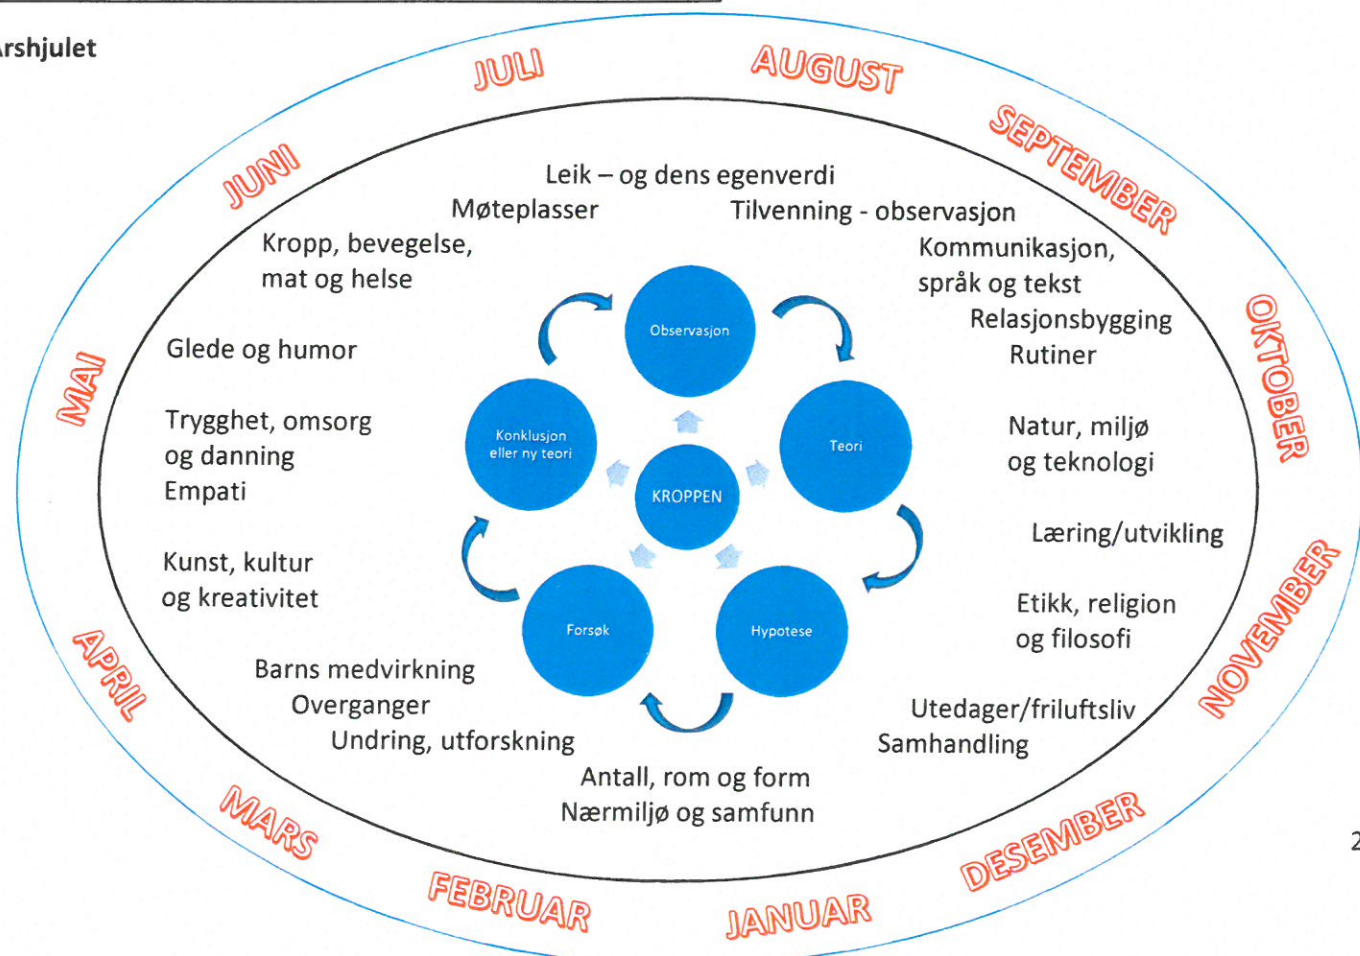 Årshjulet
JULI
AUGUST
JUNI
SEPTEMBER
Leik – og dens egenverdi
Møteplasser
Tilvenning - observasjon
Kropp, bevegelse,
mat og helse
Kommunikasjon,
språk og tekst
Relasjonsbygging
Rutiner
OKTOBER
MAI
Glede og humor
Observasjon
Trygghet, omsorg
og danning
Empati
Konklusjon
eller ny teori
Teori
KROPPEN
Natur, miljø
og teknologi
Læring/utvikling
Kunst, kultur
og kreativitet
Etikk, religion
og filosofi
NOVEMBER
Forsøk
Hypotese
APRIL
Barns medvirkning
Overganger
Undring, utforskning
Utedager/friluftsliv
Samhandling
Antall, rom og form
Nærmiljø og samfunn
MARS
DESEMBER
2
FEBRUAR
JANUAR